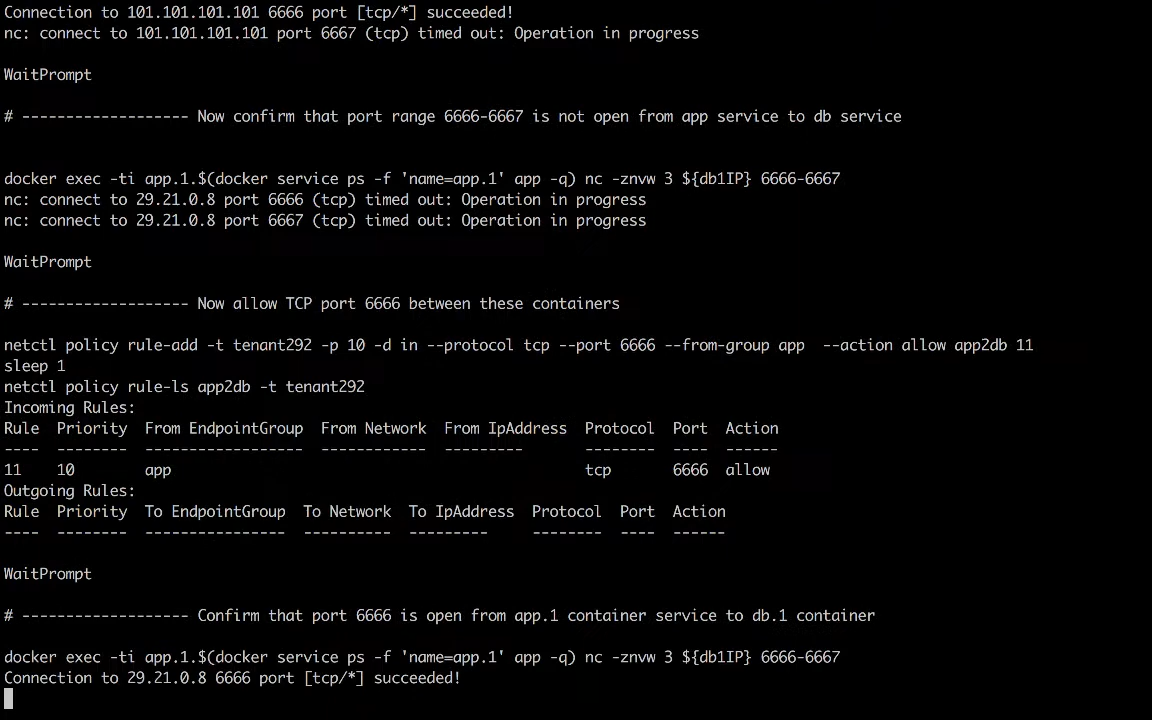 Connection to 101.101.101.101 6666 port [tcp/*] succeeded!
nc: connect to 101.101.101.101 port 6667 (tcp) timed out: Operation in progress
WaitPrompt
# ------------------- Now confirm that port range 6666-6667 is not open from app service to db service
docker exec -ti app.1.$(docker service ps -f 'name=app.1' app -q) nc -znvw 3 ${db1IP} 6666-6667
nc: connect to 29.21.0.8 port 6666 (tcp) timed out: Operation in progress
nc: connect to 29.21.0.8 port 6667 (tcp) timed out: Operation in progress
WaitPrompt
# ------------------- Now allow TCP port 6666 between these containers
netctl policy rule-add -t tenant292 -p 10 -d in --protocol tcp --port 6666 --from-group app  --action allow app2db 11
sleep 1
netctl policy rule-ls app2db -t tenant292
Incoming Rules:
Rule  Priority  From EndpointGroup  From Network  From IpAddress  Protocol  Port  Action
----  --------  ------------------  ------------  ---------       --------  ----  ------
11    10        app                                               tcp       6666  allow
Outgoing Rules:
Rule  Priority  To EndpointGroup  To Network  To IpAddress  Protocol  Port  Action
----  --------  ----------------  ----------  ---------     --------  ----  ------
WaitPrompt
# ------------------- Confirm that port 6666 is open from app.1 container service to db.1 container
docker exec -ti app.1.$(docker service ps -f 'name=app.1' app -q) nc -znvw 3 ${db1IP} 6666-6667
Connection to 29.21.0.8 6666 port [tcp/*] succeeded!